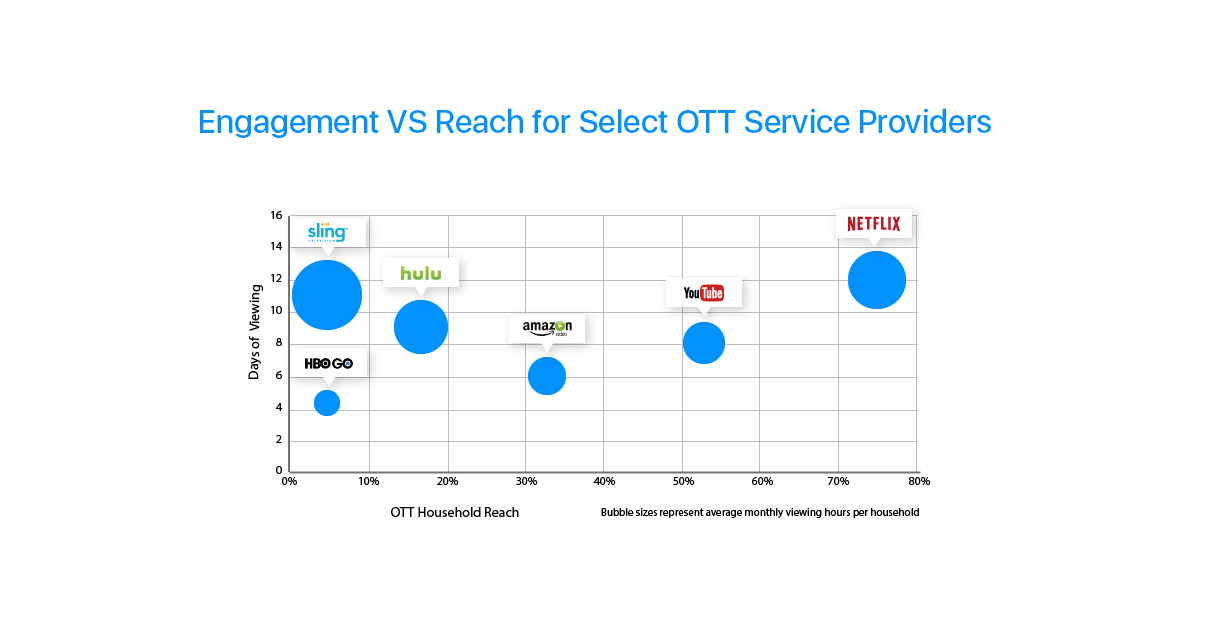 Engagement VS Reach for Select OTT Service Providers
16
14
12
10
8
6
4
2
0
Days of Viewing
sling
TELEVISION
hulu
HBO GO
amazon
video
YouTube
NETFLIX
0%
10%
20%
30%
40%
50%
60%
70%
80%
OTT Household Reach
Bubble sizes represent average monthly viewing hours per household